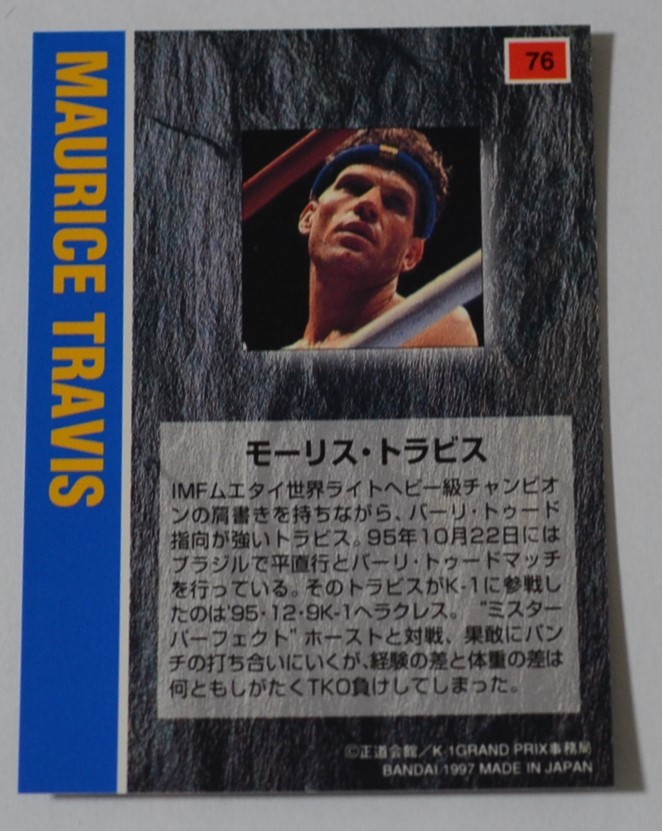 MAURICE TRAVIS
76
モーリス・トラビス
IMFムエタイ世界ライトヘビー級チャンピオ
ンの肩書きを持ちながら、バーリ・トゥード
指向が強いトラビス。95年10月22日には
ブラジルで平直行とバーリ・トゥードマッチ
を行っている。そのトラビスがK-1に参戦し
たのは'95・12・9K-1ヘラクレス。“ミスター
パーフェクト”ホーストと対戦、果敢にパン
チの打ち合いにいくが、経験の差と体重の差は
何ともしがたくTKO負けしてしまった。
©正道会館/K-1GRAND PRIX事務局
BANDAI 1997 MADE IN JAPAN